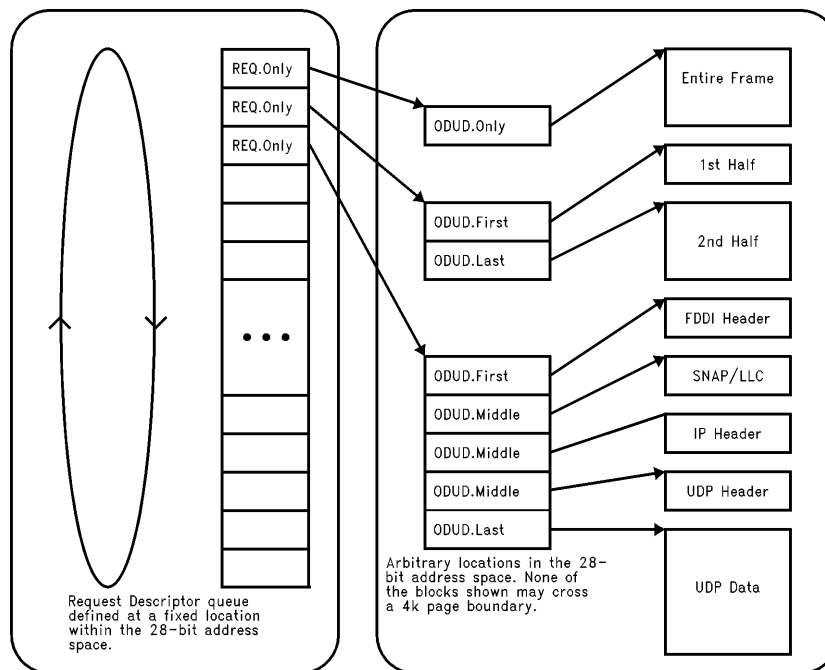 REQ.Only
REQ.Only
REQ.Only
• • •
Request Descriptor queue
defined at a fixed location
within the 28-bit address
space.
ODUD.Only
ODUD.First
ODUD.Last
ODUD.First
ODUD.Middle
ODUD.Middle
ODUD.Middle
ODUD.Last
Arbitrary locations in the 28-
bit address space. None of
the blocks shown may cross
a 4k page boundary.
Entire Frame
1st Half
2nd Half
FDDI Header
SNAP/LLC
IP Header
UDP Header
UDP Data